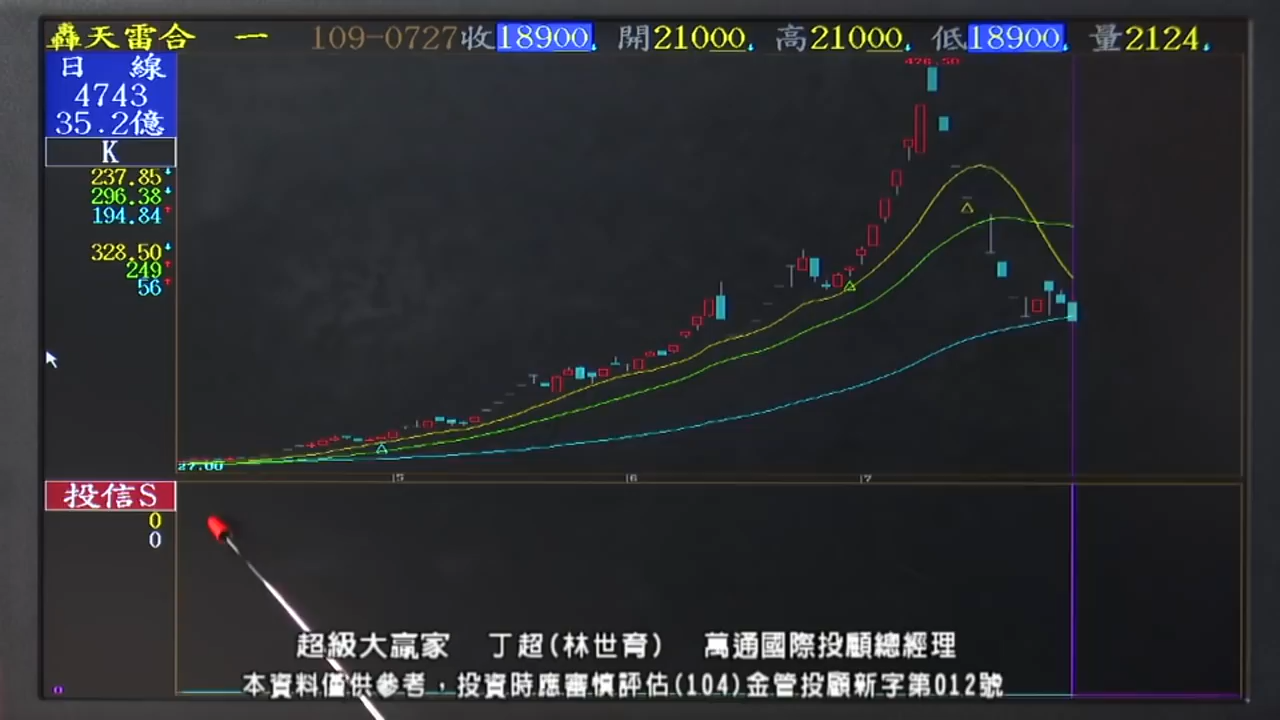 轟天雷合 一 109-0727收18900 開21000 高21000 低18900 量2124
日 線
4743
35.2億
K
237.85
296.38
194.84
328.50
249
56
476.50
27.00
5 6 7
投信S
0
0
0
超級大贏家 丁超(林世育) 萬通國際投顧總經理
本資料僅供參考，投資時應審慎評估(104)金管投顧新字第012號